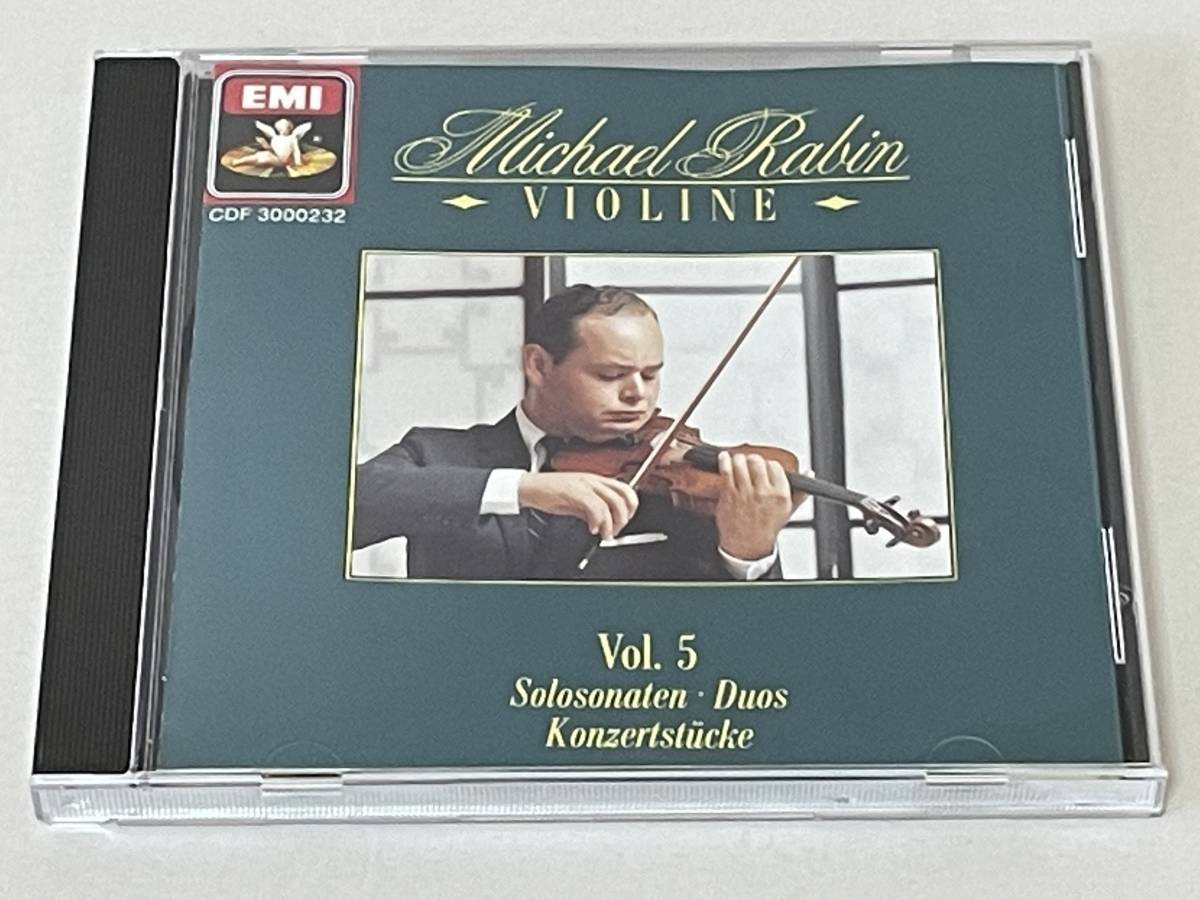 EMI
CDF 3000232
Michael Rabin
VIOLINE
Vol. 5
Solosonaten · Duos
Konzertstücke